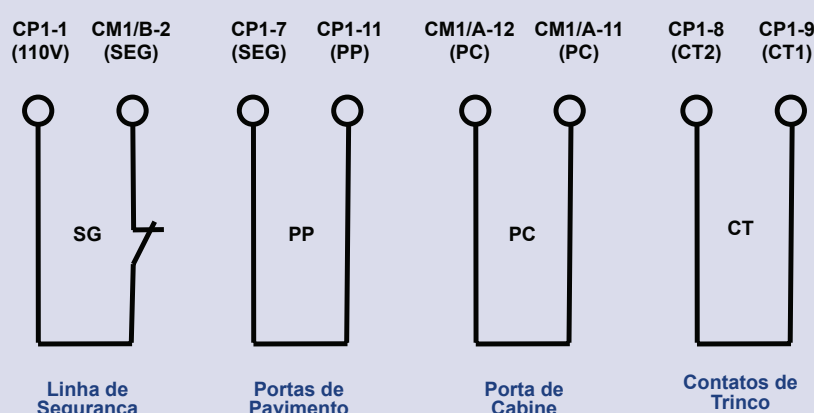 CP1-1 CM1/B-2 CP1-7 CP1-11 CM1/A-12 CM1/A-11 CP1-8 CP1-9
(110V) (SEG) (SEG) (PP) (PC) (PC) (CT2) (CT1)
SG PP PC CT
Linha de Portas de Porta de Contatos de
Segurança Pavimento Cabine Trinco